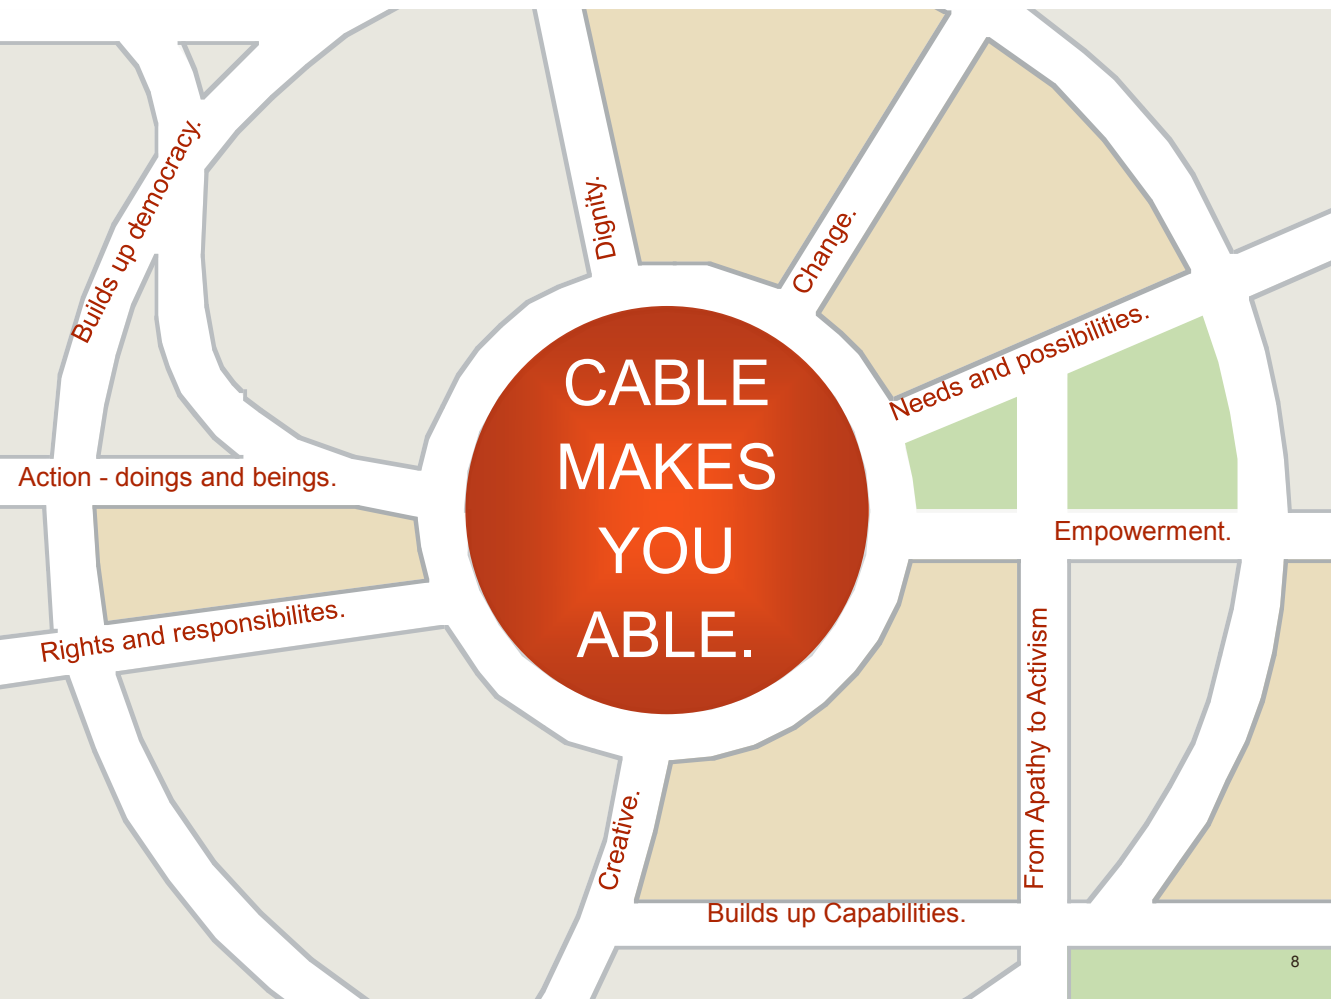 Builds up democracy.
Dignity.
Change.
Needs and possibilities.
CABLE
MAKES
YOU
ABLE.
Action - doings and beings.
Empowerment.
Rights and responsibilites.
From Apathy to Activism
Creative.
Builds up Capabilities.
8